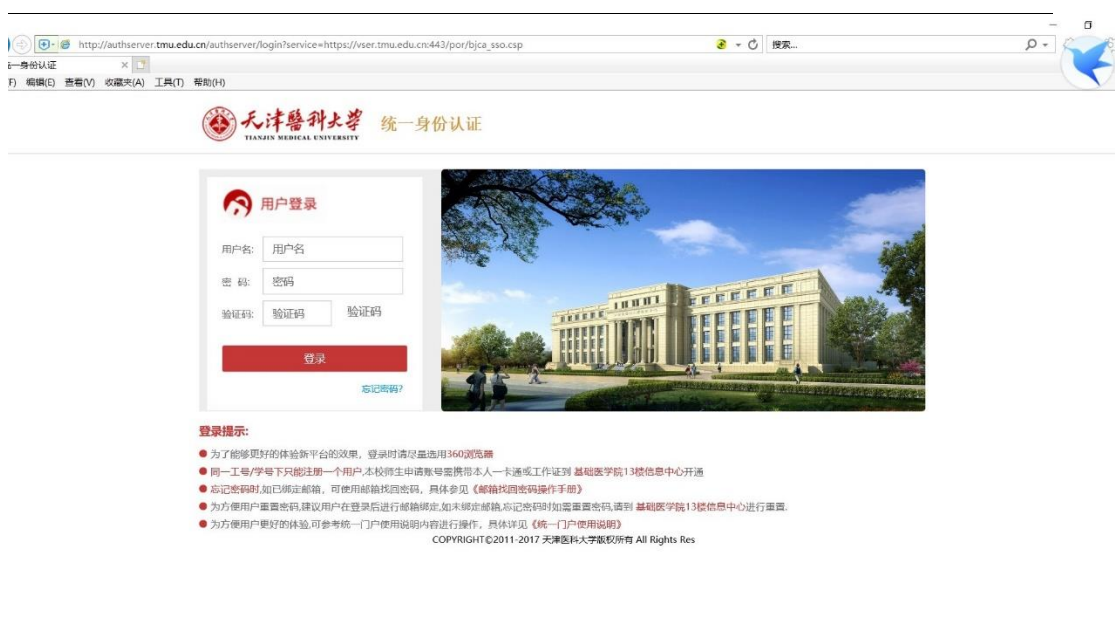 http://authserver.tmu.edu.cn/authserver/login?service=https://vser.tmu.edu.cn:443/por/bjca_sso.csp
搜索...
一身份认证
F) 编辑(E) 查看(V) 收藏夹(A) 工具(T) 帮助(H)
天津醫科大学 统一身份认证
TIANJIN MEDICAL UNIVERSITY
用户登录
用户名: 用户名
密 码: 密码
验证码: 验证码 验证码
登录
忘记密码?
登录提示:
为了能够更好的体验新平台的效果，登录时请尽量选用360浏览器
同一工号/学号下只能注册一个用户,本校师生申请账号需携带本人一卡通或工作证到 基础医学院13楼信息中心开通
忘记密码时,如已绑定邮箱，可使用邮箱找回密码，具体参见《邮箱找回密码操作手册》
为方便用户重置密码,建议用户在登录后进行邮箱绑定,如未绑定邮箱,忘记密码时如需重置密码,请到 基础医学院13楼信息中心进行重置.
为方便用户更好的体验,可参考统一门户使用说明内容进行操作，具体详见《统一门户使用说明》
COPYRIGHT©2011-2017 天津医科大学版权所有 All Rights Res